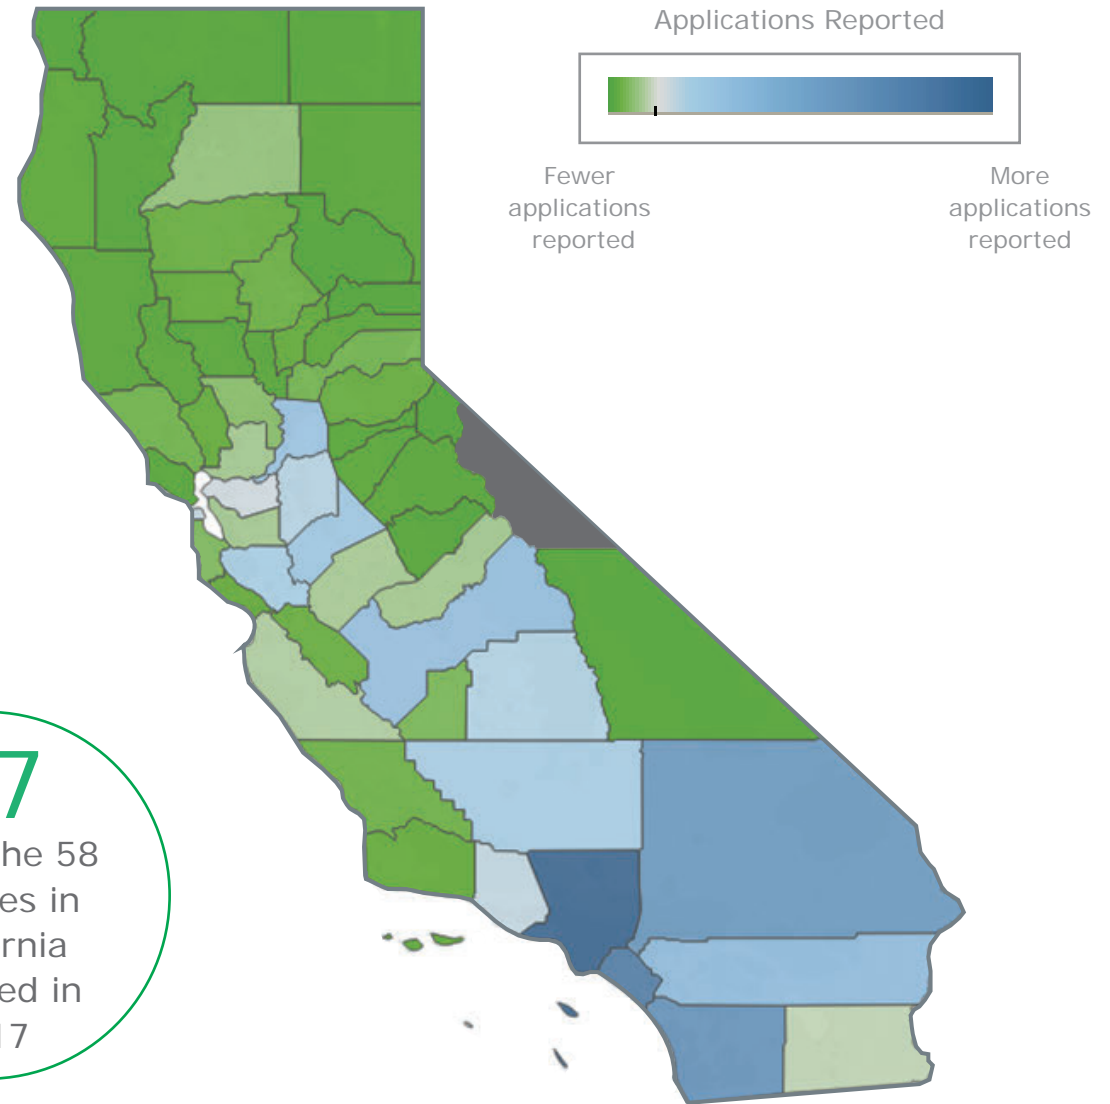 Applications Reported
Fewer
applications
reported
More
applications
reported
7
he 58
es in
rnia
ed in
17